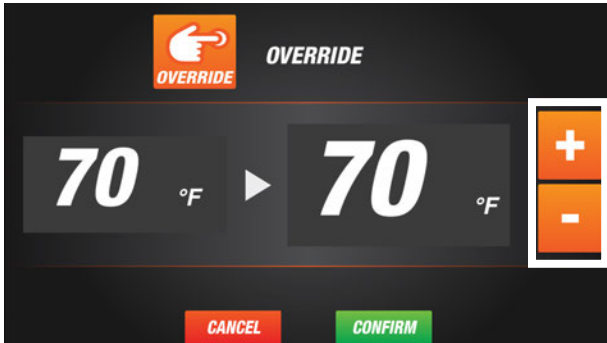 OVERRIDE
OVERRIDE
70 °F
70 °F
+
-
CANCEL
CONFIRM